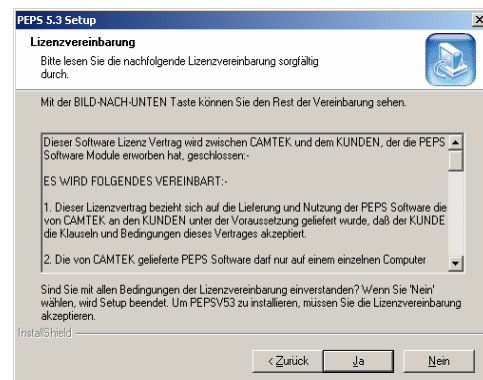 PEPS 5.3 Setup
Lizenzvereinbarung
Bitte lesen Sie die nachfolgende Lizenzvereinbarung sorgfältig
durch.
Mit der BILD-NACH-UNTEN Taste können Sie den Rest der Vereinbarung sehen.
Dieser Software Lizenz Vertrag wird zwischen CAMTEK und dem KUNDEN, der die PEPS
Software Module erworben hat, geschlossen:-
ES WIRD FOLGENDES VEREINBART:-
1. Dieser Lizenzvertrag bezieht sich auf die Lieferung und Nutzung der PEPS Software die
von CAMTEK an den KUNDEN unter der Voraussetzung geliefert wurde, daß der KUNDE
die Klauseln und Bedingungen dieses Vertrages akzeptiert.
2. Die von CAMTEK gelieferte PEPS Software darf nur auf einem einzelnen Computer
Sind Sie mit allen Bedingungen der Lizenzvereinbarung einverstanden? Wenn Sie 'Nein'
wählen, wird Setup beendet. Um PEPSV53 zu installieren, müssen Sie die Lizenzvereinbarung
akzeptieren.
InstallShield
< Zurück
Ja
Nein